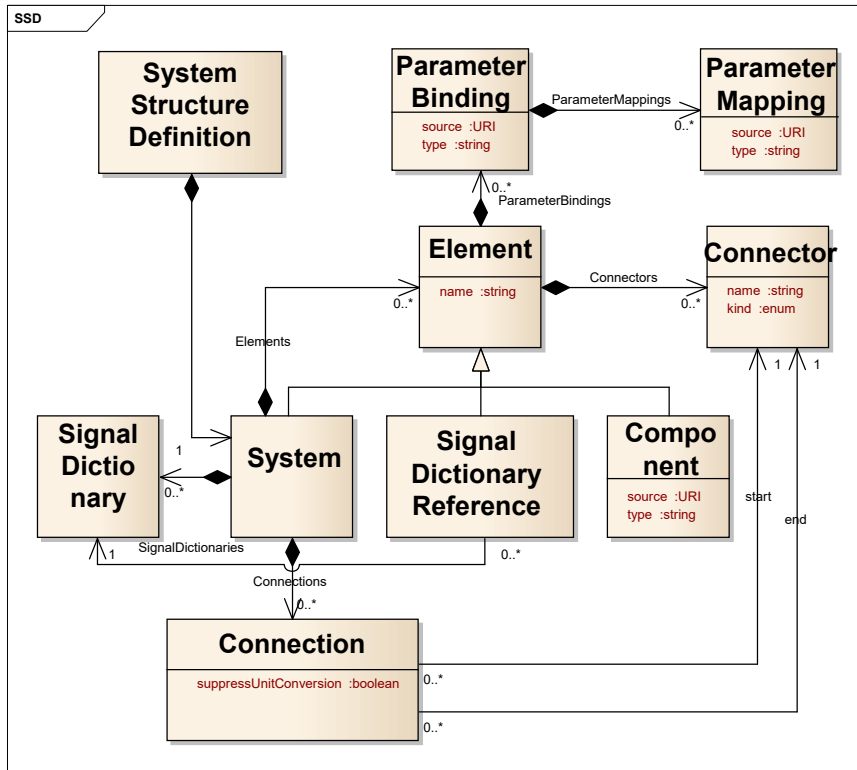 SSD
System
Structure
Definition
Parameter
Binding
source :URI
type :string
ParameterMappings
0..*
Parameter
Mapping
source :URI
type :string
0..*
ParameterBindings
Element
name :string
Connectors
0..*
Connector
name :string
kind :enum
0..*
Elements
1
1
Signal
Dictio
nary
1
0..*
System
Signal
Dictionary
Reference
Compo
nent
source :URI
type :string
start
end
SignalDictionaries
1
0..*
Connections
0..*
Connection
suppressUnitConversion :boolean
0..*
0..*